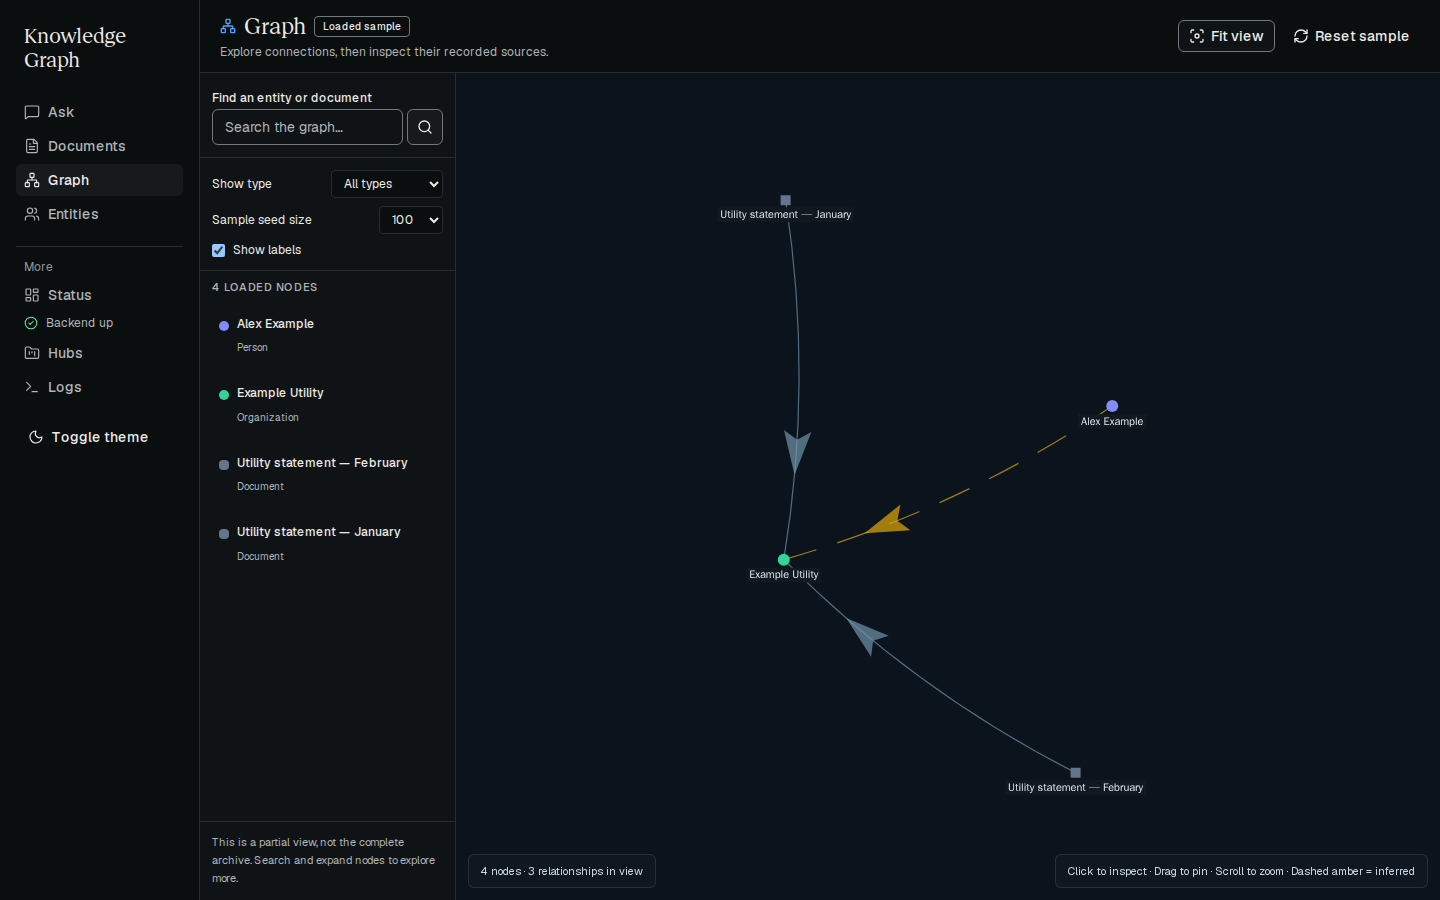 Knowledge
Graph
Ask
Documents
Graph
Entities
More
Status
Backend up
Hubs
Logs
Toggle theme
Graph
Loaded sample
Explore connections, then inspect their recorded sources.
Fit view
Reset sample
Find an entity or document
Search the graph...
Show type
All types
Sample seed size
100
Show labels
4 LOADED NODES
Alex Example
Person
Example Utility
Organization
Utility statement — February
Document
Utility statement — January
Document
This is a partial view, not the complete
archive. Search and expand nodes to explore
more.
Utility statement — January
Alex Example
Example Utility
Utility statement — February
4 nodes · 3 relationships in view
Click to inspect · Drag to pin · Scroll to zoom · Dashed amber = inferred